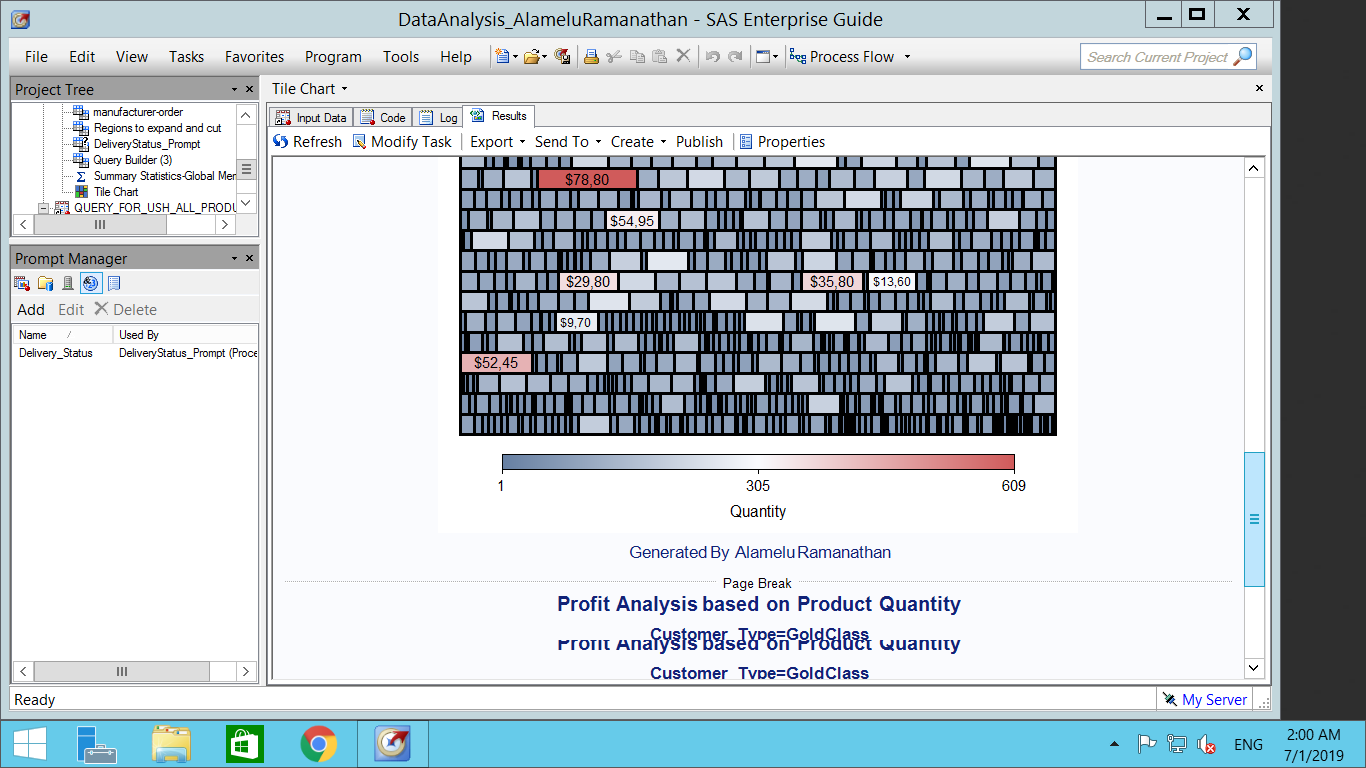 DataAnalysis_AlameluRamanathan - SAS Enterprise Guide
File Edit View Tasks Favorites Program Tools Help Process Flow Search Current Project
Project Tree
manufacturer-order
Regions to expand and cut
DeliveryStatus_Prompt
Query Builder (3)
Summary Statistics-Global Mer
Tile Chart
QUERY_FOR_USH_ALL_PRODU
Prompt Manager
Add Edit Delete
Name Used By
Delivery_Status DeliveryStatus_Prompt (Proce
Tile Chart
Input Data Code Log Results
Refresh Modify Task Export Send To Create Publish Properties
$78,80
$54,95
$29,80 $35,80 $13,60
$9,70
$52,45
1 305 609
Quantity
Generated By AlameluRamanathan
Page Break
Profit Analysis based on Product Quantity
Customer_Type=GoldClass
Profit Analysis based on Product Quantity
Customer_Type=GoldClass
Ready
My Server
ENG
2:00 AM
7/1/2019